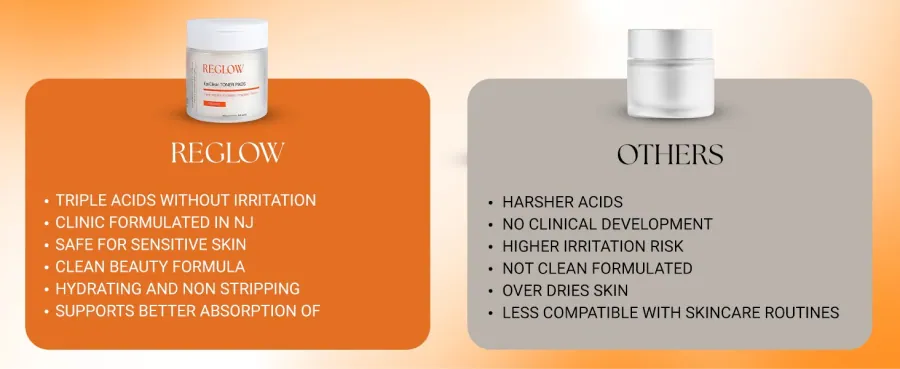 REGLOW
EpiClear TONER PADS
REGLOW
• TRIPLE ACIDS WITHOUT IRRITATION
• CLINIC FORMULATED IN NJ
• SAFE FOR SENSITIVE SKIN
• CLEAN BEAUTY FORMULA
• HYDRATING AND NON STRIPPING
• SUPPORTS BETTER ABSORPTION OF
OTHERS
• HARSHER ACIDS
• NO CLINICAL DEVELOPMENT
• HIGHER IRRITATION RISK
• NOT CLEAN FORMULATED
• OVER DRIES SKIN
• LESS COMPATIBLE WITH SKINCARE ROUTINES